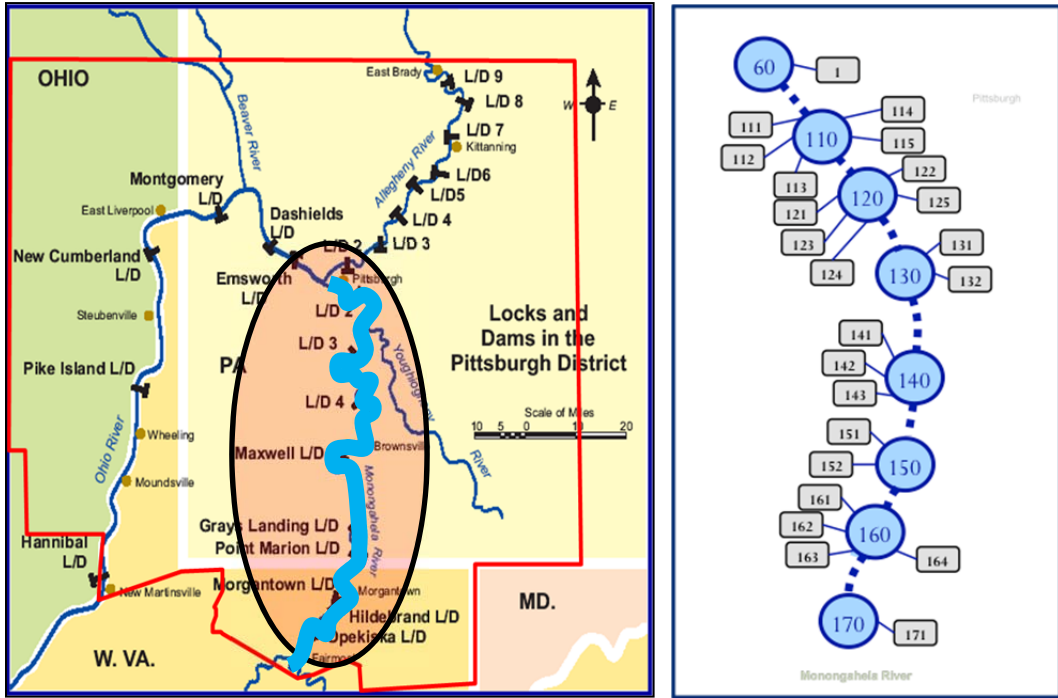 OHIO
East Brady
L/D 9
L/D 8
W
E
Beaver River
L/D 7
Kittanning
Allegheny River
L/D6
Montgomery
L/D
L/D5
East Liverpool
Dashields
L/D
L/D 4
L/D 3
New Cumberland
L/D
L/D 2
Emsworth
L/D
Pittsburgh
L/D 2
Steubenville
Locks and
Dams in the
Pittsburgh District
L/D 3
PA
Youghiogheny
River
Pike Island L/D
L/D 4
Scale of Miles
10 5 0 10 20
Ohio River
Wheeling
Brownsville
Maxwell L/D
Moundsville
Monongahela River
Grays Landing L/D
Point Marion L/D
Hannibal
L/D
New Martinsville
Morgantown L/D
Morgantown
MD.
Hildebrand L/D
Opekiska L/D
W. VA.
Fairmont
60
1
Pittsburgh
111
114
110
115
112
113
122
120
125
121
123
124
131
130
132
141
142
140
143
151
152
150
161
162
160
163
164
170
171
Monongahela River